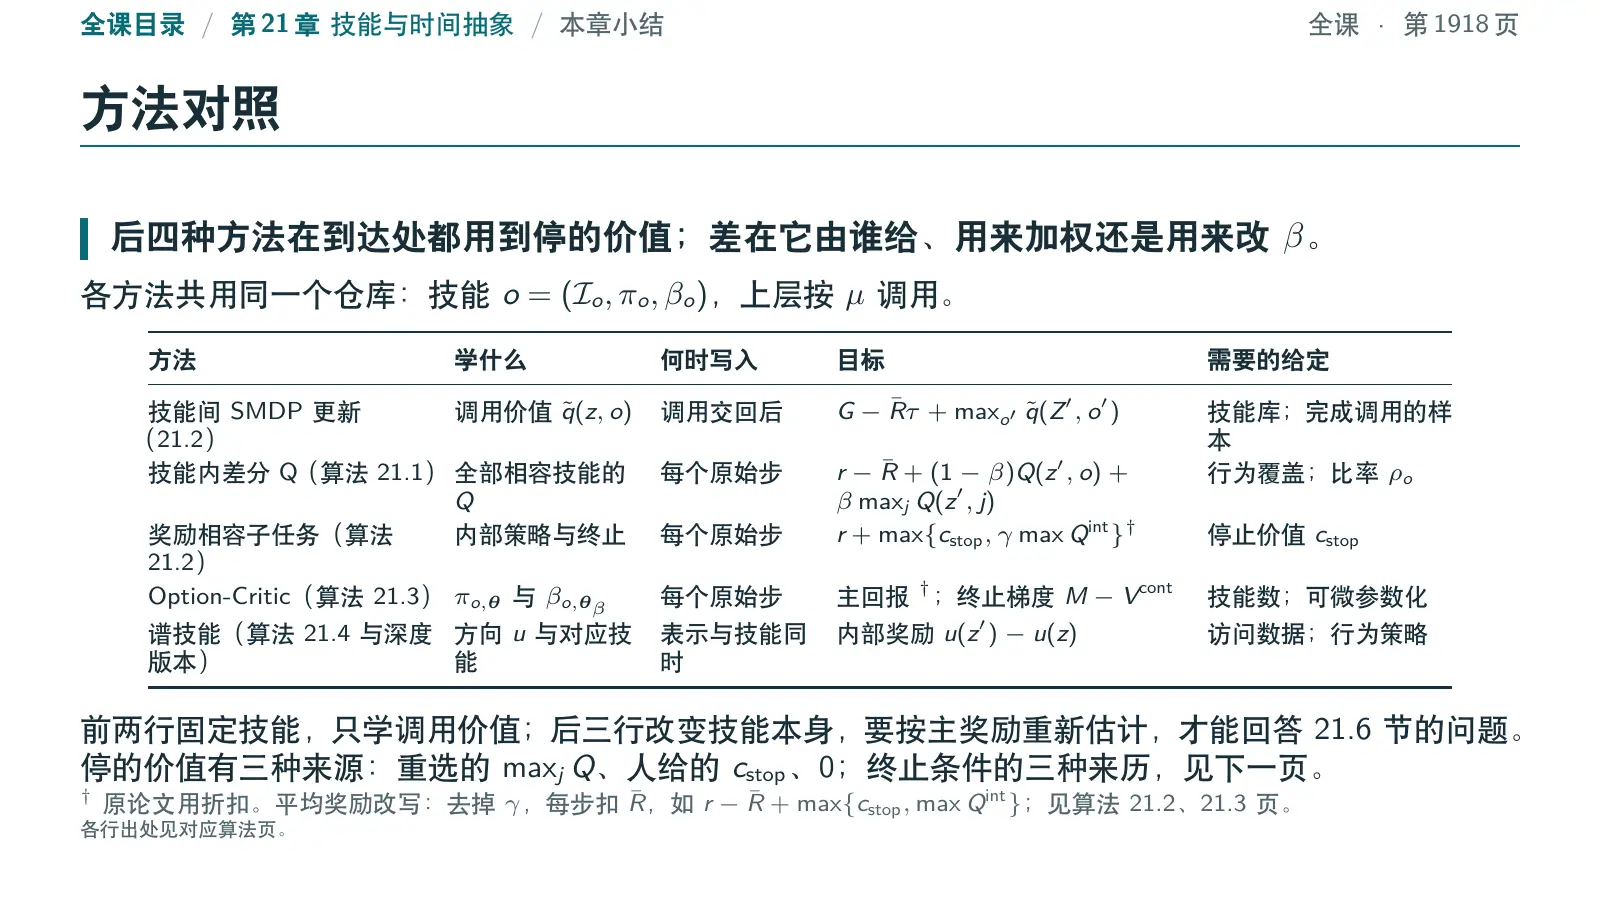 全课目录 / 第 21 章 技能与时间抽象 / 本章小结
全课 · 第 1918 页
方法对照
后四种方法在到达处都用到停的价值；差在它由谁给、用来加权还是用来改 β。
各方法共用同一个仓库：技能 o = (I_o, π_o, β_o)，上层按 μ 调用。
方法 学什么 何时写入 目标 需要的给定
技能间 SMDP 更新 (21.2) 调用价值 q̃(z, o) 调用交回后 G − R̄τ + max_{o′} q̃(Z′, o′) 技能库；完成调用的样本
技能内差分 Q（算法 21.1） 全部相容技能的 Q 每个原始步 r − R̄ + (1 − β)Q(z′, o) + β max_j Q(z′, j) 行为覆盖；比率 ρ_o
奖励相容子任务（算法 21.2） 内部策略与终止 每个原始步 r + max{c_stop, γ max Q^int}† 停止价值 c_stop
Option-Critic（算法 21.3） π_{o,θ} 与 β_{o,θ_β} 每个原始步 主回报 †；终止梯度 M − V^cont 技能数；可微参数化
谱技能（算法 21.4 与深度版本） 方向 u 与对应技能 表示与技能同时 内部奖励 u(z′) − u(z) 访问数据；行为策略
前两行固定技能，只学调用价值；后三行改变技能本身，要按主奖励重新估计，才能回答 21.6 节的问题。
停的价值有三种来源：重选的 max_j Q、人给的 c_stop、0；终止条件的三种来历，见下一页。
† 原论文用折扣。平均奖励改写：去掉 γ，每步扣 R̄，如 r − R̄ + max{c_stop, max Q^int}；见算法 21.2、21.3 页。
各行出处见对应算法页。